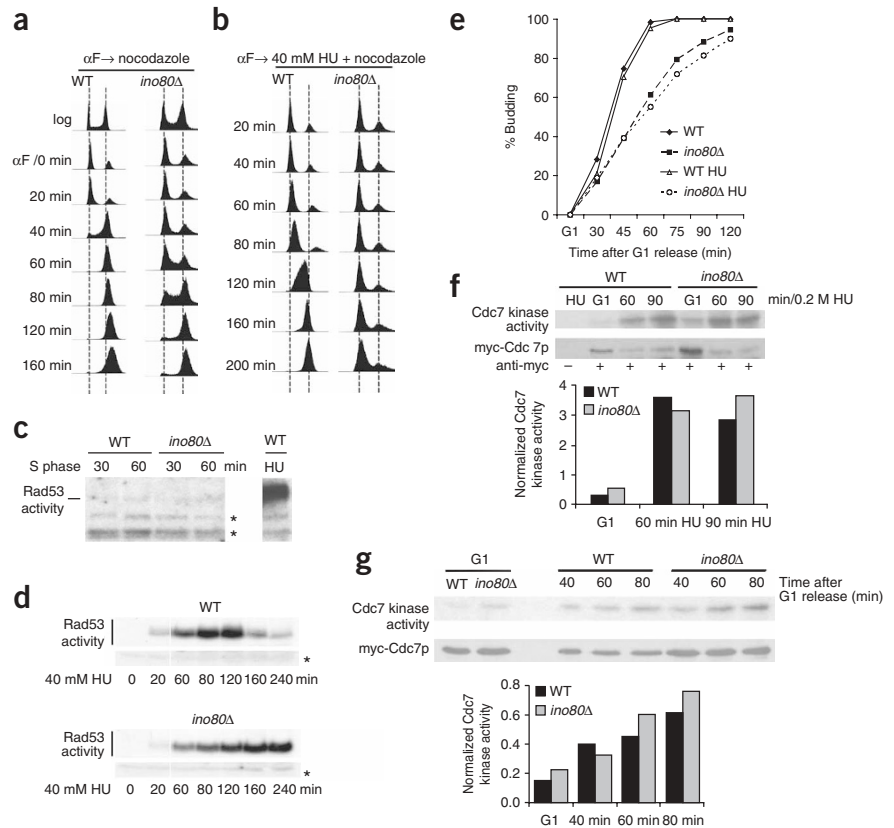 a
αF→ nocodazole
WT ino80Δ
log
αF /0 min
20 min
40 min
60 min
80 min
120 min
160 min
b
αF→ 40 mM HU + nocodazole
WT ino80Δ
20 min
40 min
60 min
80 min
120 min
160 min
200 min
c
WT ino80Δ WT
S phase 30 60 30 60 min HU
Rad53
activity
*
*
d
WT
Rad53
activity
*
40 mM HU 0 20 60 80 120 160 240 min
ino80Δ
Rad53
activity
*
40 mM HU 0 20 60 80 120 160 240 min
e
% Budding
100
80
60
40
20
0
WT
ino80Δ
WT HU
ino80Δ HU
G1 30 45 60 75 90 120
Time after G1 release (min)
f
WT ino80Δ
HU G1 60 90 G1 60 90 min/0.2 M HU
Cdc7 kinase
activity
myc-Cdc 7p
anti-myc – + + + + + +
Normalized Cdc7
kinase activity
4
3
2
1
0
WT
ino80Δ
G1 60 min HU 90 min HU
g
G1 WT ino80Δ
WT ino80Δ 40 60 80 40 60 80 Time after
G1 release (min)
Cdc7 kinase
activity
myc-Cdc7p
Normalized Cdc7
kinase activity
0.8
0.6
0.4
0.2
0.0
WT
ino80Δ
G1 40 min 60 min 80 min